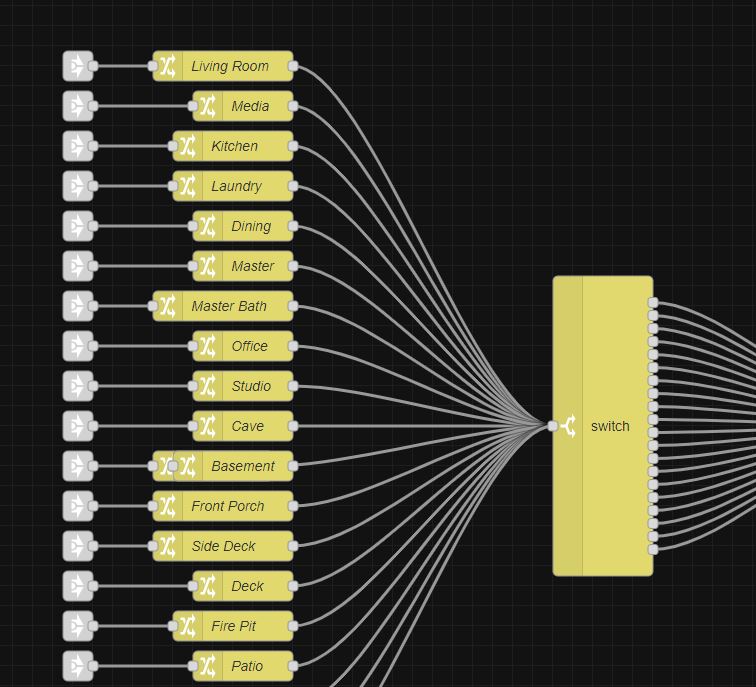 Living Room
Media
Kitchen
Laundry
Dining
Master
Master Bath
Office
Studio
Cave
Basement
Front Porch
Side Deck
Deck
Fire Pit
Patio
switch